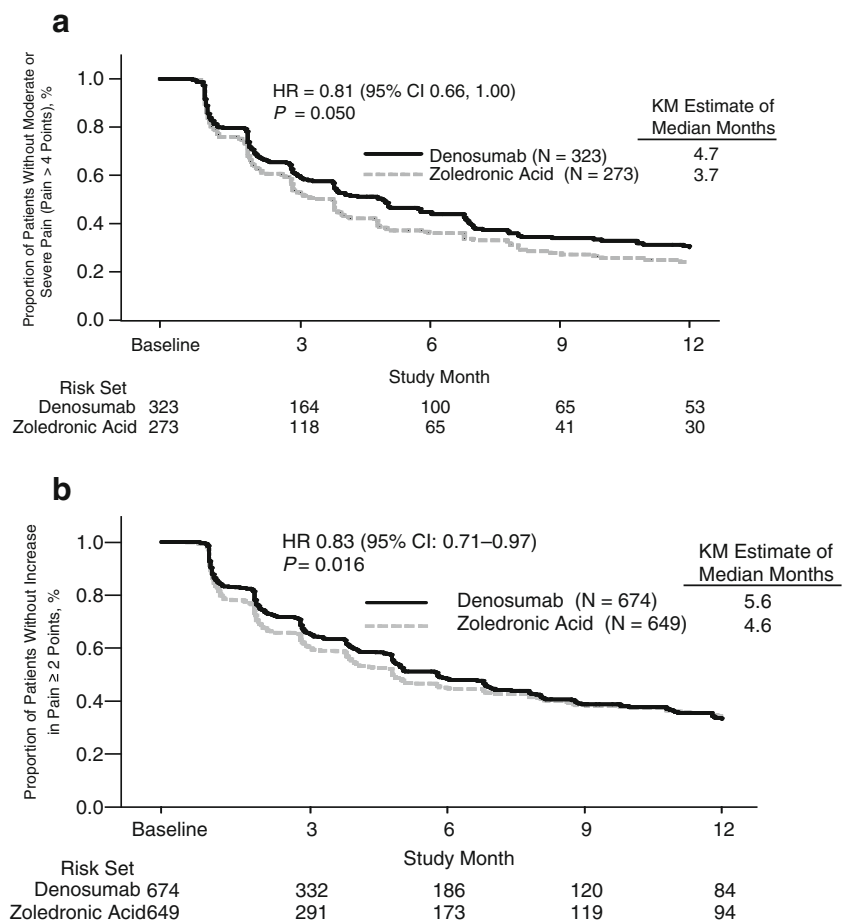 a
Proportion of Patients Without Moderate or
Severe Pain (Pain > 4 Points), %
1.0
0.8
0.6
0.4
0.2
0.0
HR = 0.81 (95% CI 0.66, 1.00)
P = 0.050
KM Estimate of
Median Months
Denosumab (N = 323) 4.7
Zoledronic Acid (N = 273) 3.7
Baseline 3 6 9 12
Study Month
Risk Set
Denosumab 323 164 100 65 53
Zoledronic Acid 273 118 65 41 30
b
Proportion of Patients Without Increase
in Pain ≥ 2 Points, %
1.0
0.8
0.6
0.4
0.2
0.0
HR 0.83 (95% CI: 0.71–0.97)
P = 0.016
KM Estimate of
Median Months
Denosumab (N = 674) 5.6
Zoledronic Acid (N = 649) 4.6
Baseline 3 6 9 12
Study Month
Risk Set
Denosumab 674 332 186 120 84
Zoledronic Acid649 291 173 119 94